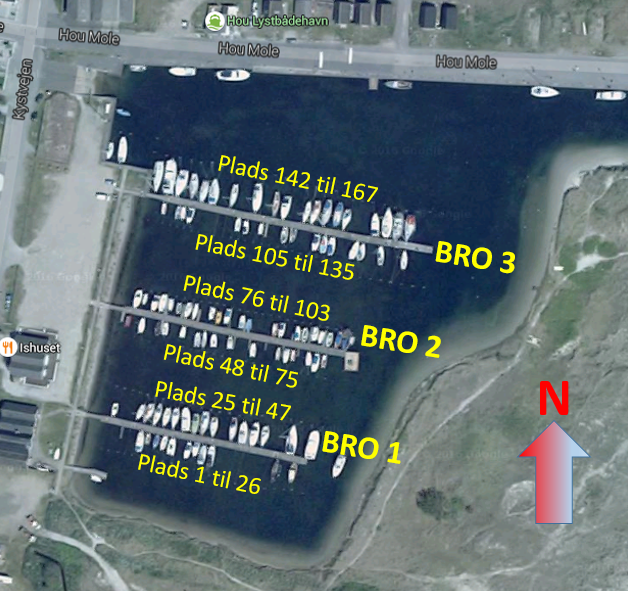 Hou Lystbådehavn
Hou Mole
Hou Mole
Hou Mole
Kystvejen
Plads 142 til 167
BRO 3
Plads 105 til 135
Plads 76 til 103
BRO 2
Ishuset
Plads 48 til 75
Plads 25 til 47
N
BRO 1
Plads 1 til 26